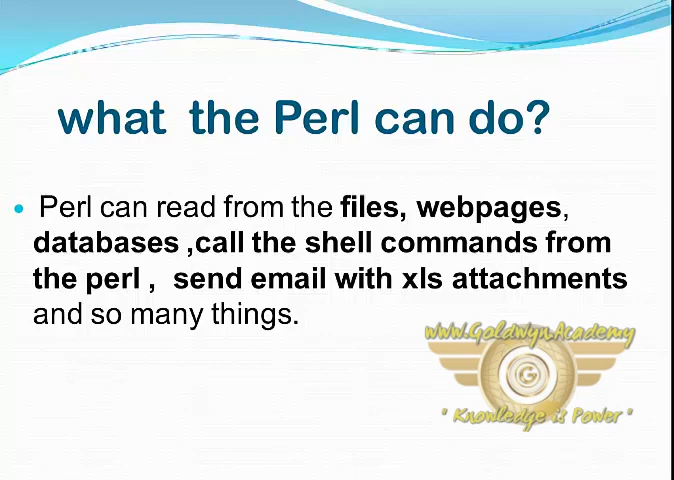 what the Perl can do?
• Perl can read from the files, webpages,
databases ,call the shell commands from
the perl , send email with xls attachments
and so many things.
www.GoldwynAcademy
G
" Knowledge is Power "